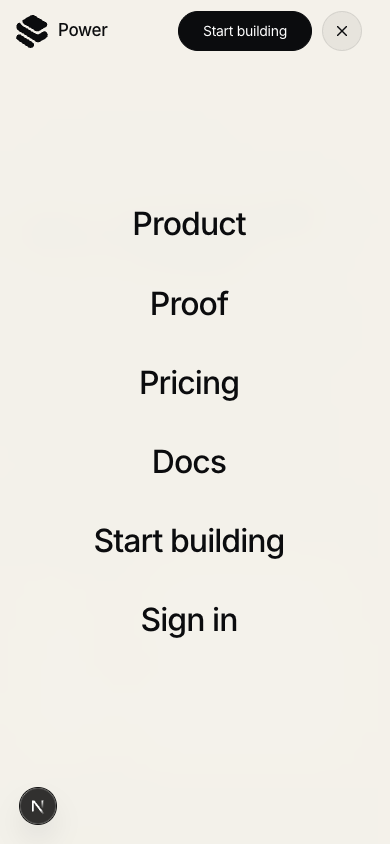 Power
Start building
Product
Proof
Pricing
Docs
Start building
Sign in
N